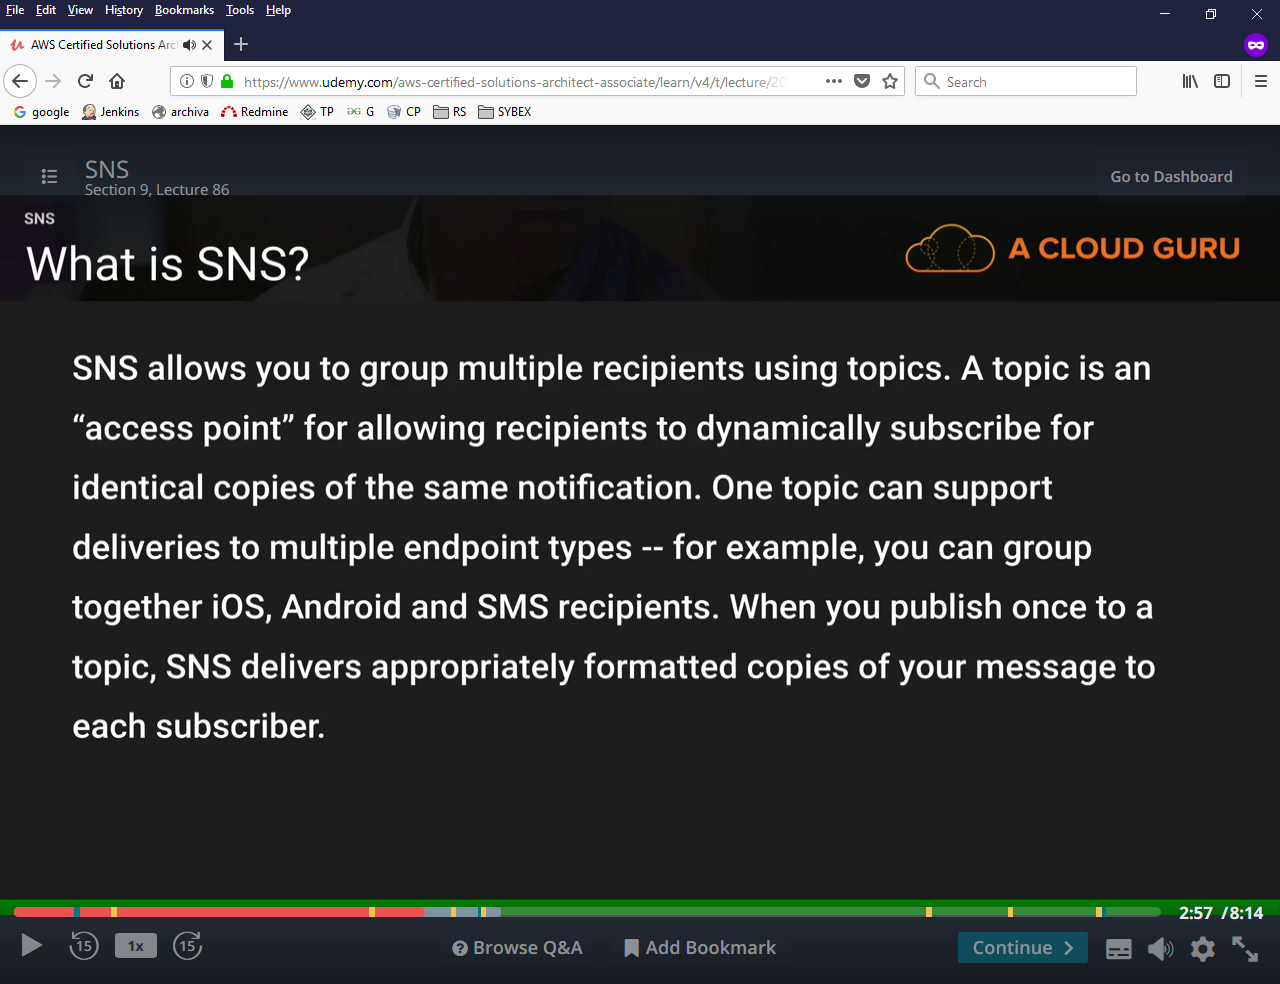 File Edit View History Bookmarks Tools Help
AWS Certified Solutions Arc
https://www.udemy.com/aws-certified-solutions-architect-associate/learn/v4/t/lecture/20
Search
google Jenkins archiva Redmine TP G CP RS SYBEX
SNS
Section 9, Lecture 86
Go to Dashboard
SNS
What is SNS?
A CLOUD GURU
SNS allows you to group multiple recipients using topics. A topic is an
“access point” for allowing recipients to dynamically subscribe for
identical copies of the same notification. One topic can support
deliveries to multiple endpoint types -- for example, you can group
together iOS, Android and SMS recipients. When you publish once to a
topic, SNS delivers appropriately formatted copies of your message to
each subscriber.
2:57 /8:14
15 1x 15 Browse Q&A Add Bookmark Continue